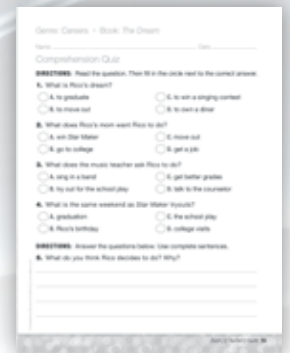 Genre: Careers • Book: The Dream
Name Date
Comprehension Quiz
DIRECTIONS: Read the question. Then fill in the circle next to the correct answer.
1. What is Rico's dream?
A. to graduate C. to win a singing contest
B. to move out D. to own a diner
2. What does Rico's mom want Rico to do?
A. win Star Maker C. move out
B. go to college D. get a job
3. What does the music teacher ask Rico to do?
A. sing in a band C. get better grades
B. try out for the school play D. talk to the counselor
4. What is the same weekend as Star Maker tryouts?
A. graduation C. the school play
B. Rico's birthday D. college visits
DIRECTIONS: Answer the questions below. Use complete sentences.
5. What do you think Rico decides to do? Why?